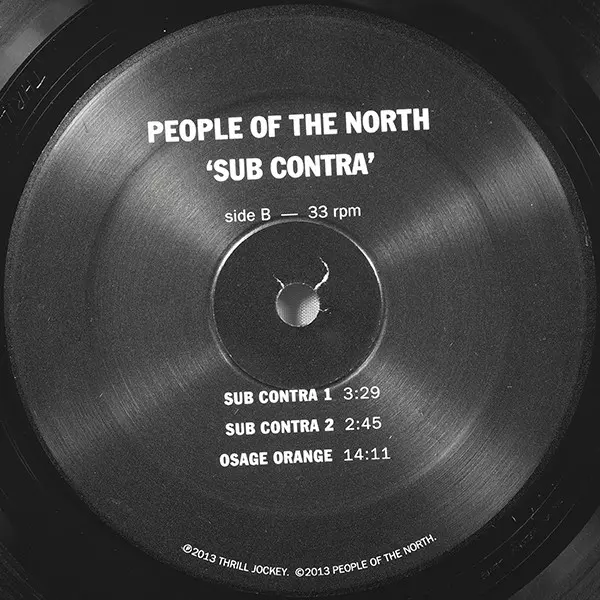 PEOPLE OF THE NORTH
‘SUB CONTRA’
side B — 33 rpm
SUB CONTRA 1 3:29
SUB CONTRA 2 2:45
OSAGE ORANGE 14:11
℗2013 THRILL JOCKEY. ©2013 PEOPLE OF THE NORTH.